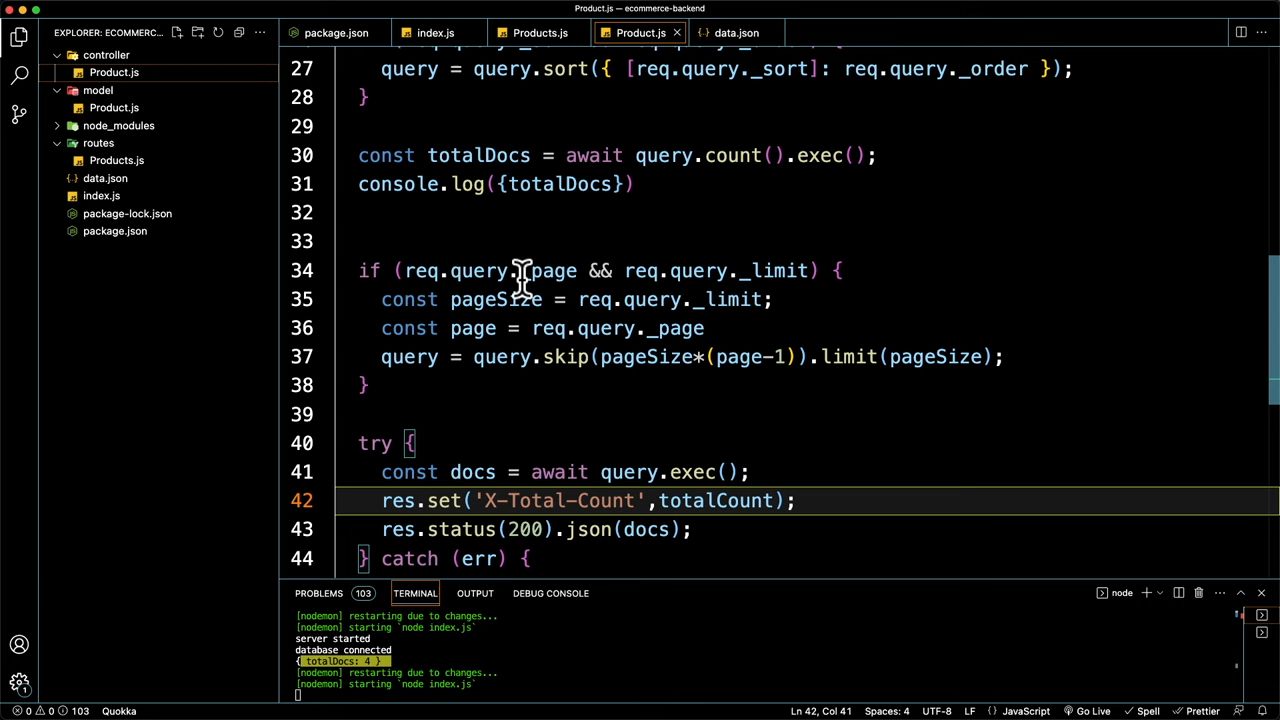 Product.js — ecommerce-backend
EXPLORER: ECOMMERC...
package.json
index.js
Products.js
Product.js
data.json
controller
Product.js
model
Product.js
node_modules
routes
Products.js
data.json
index.js
package-lock.json
package.json
27 query = query.sort({ [req.query._sort]: req.query._order });
28 }
29
30 const totalDocs = await query.count().exec();
31 console.log({totalDocs})
32
33
34 if (req.query._page && req.query._limit) {
35 const pageSize = req.query._limit;
36 const page = req.query._page
37 query = query.skip(pageSize*(page-1)).limit(pageSize);
38 }
39
40 try {
41 const docs = await query.exec();
42 res.set('X-Total-Count',totalCount);
43 res.status(200).json(docs);
44 } catch (err) {
PROBLEMS 103 TERMINAL OUTPUT DEBUG CONSOLE node
[nodemon] restarting due to changes...
[nodemon] starting `node index.js`
server started
database connected
{ totalDocs: 4 }
[nodemon] restarting due to changes...
[nodemon] starting `node index.js`
0 0 103 Quokka Ln 42, Col 41 Spaces: 4 UTF-8 LF {} JavaScript Go Live Spell Prettier